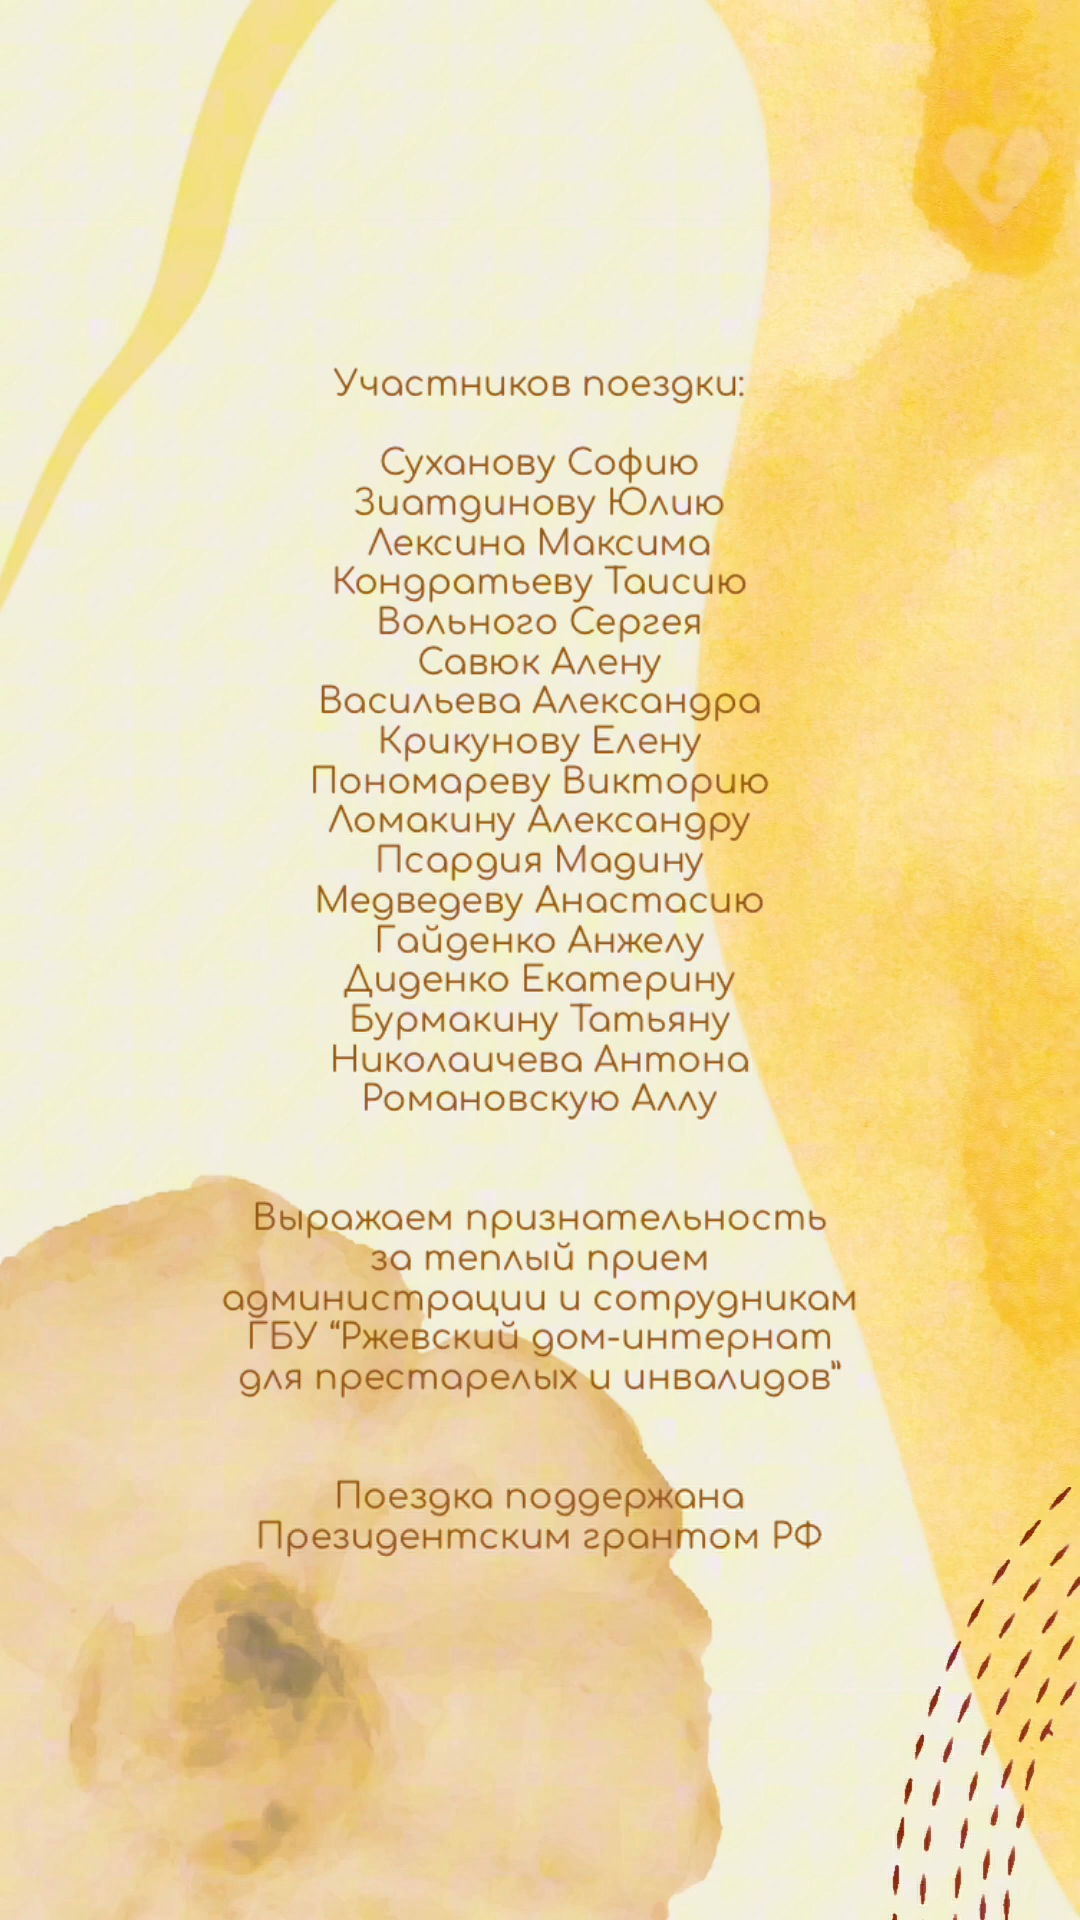 Участников поездки:
Суханову Софию
Зиатдинову Юлию
Лексина Максима
Кондратьеву Таисию
Вольного Сергея
Савюк Алену
Васильева Александра
Крикунову Елену
Пономареву Викторию
Ломакину Александру
Псардия Мадину
Медведеву Анастасию
Гайденко Анжелу
Диденко Екатерину
Бурмакину Татьяну
Николаичева Антона
Романовскую Аллу
Выражаем признательность
за теплый прием
администрации и сотрудникам
ГБУ “Ржевский дом-интернат
для престарелых и инвалидов”
Поездка поддержана
Президентским грантом РФ